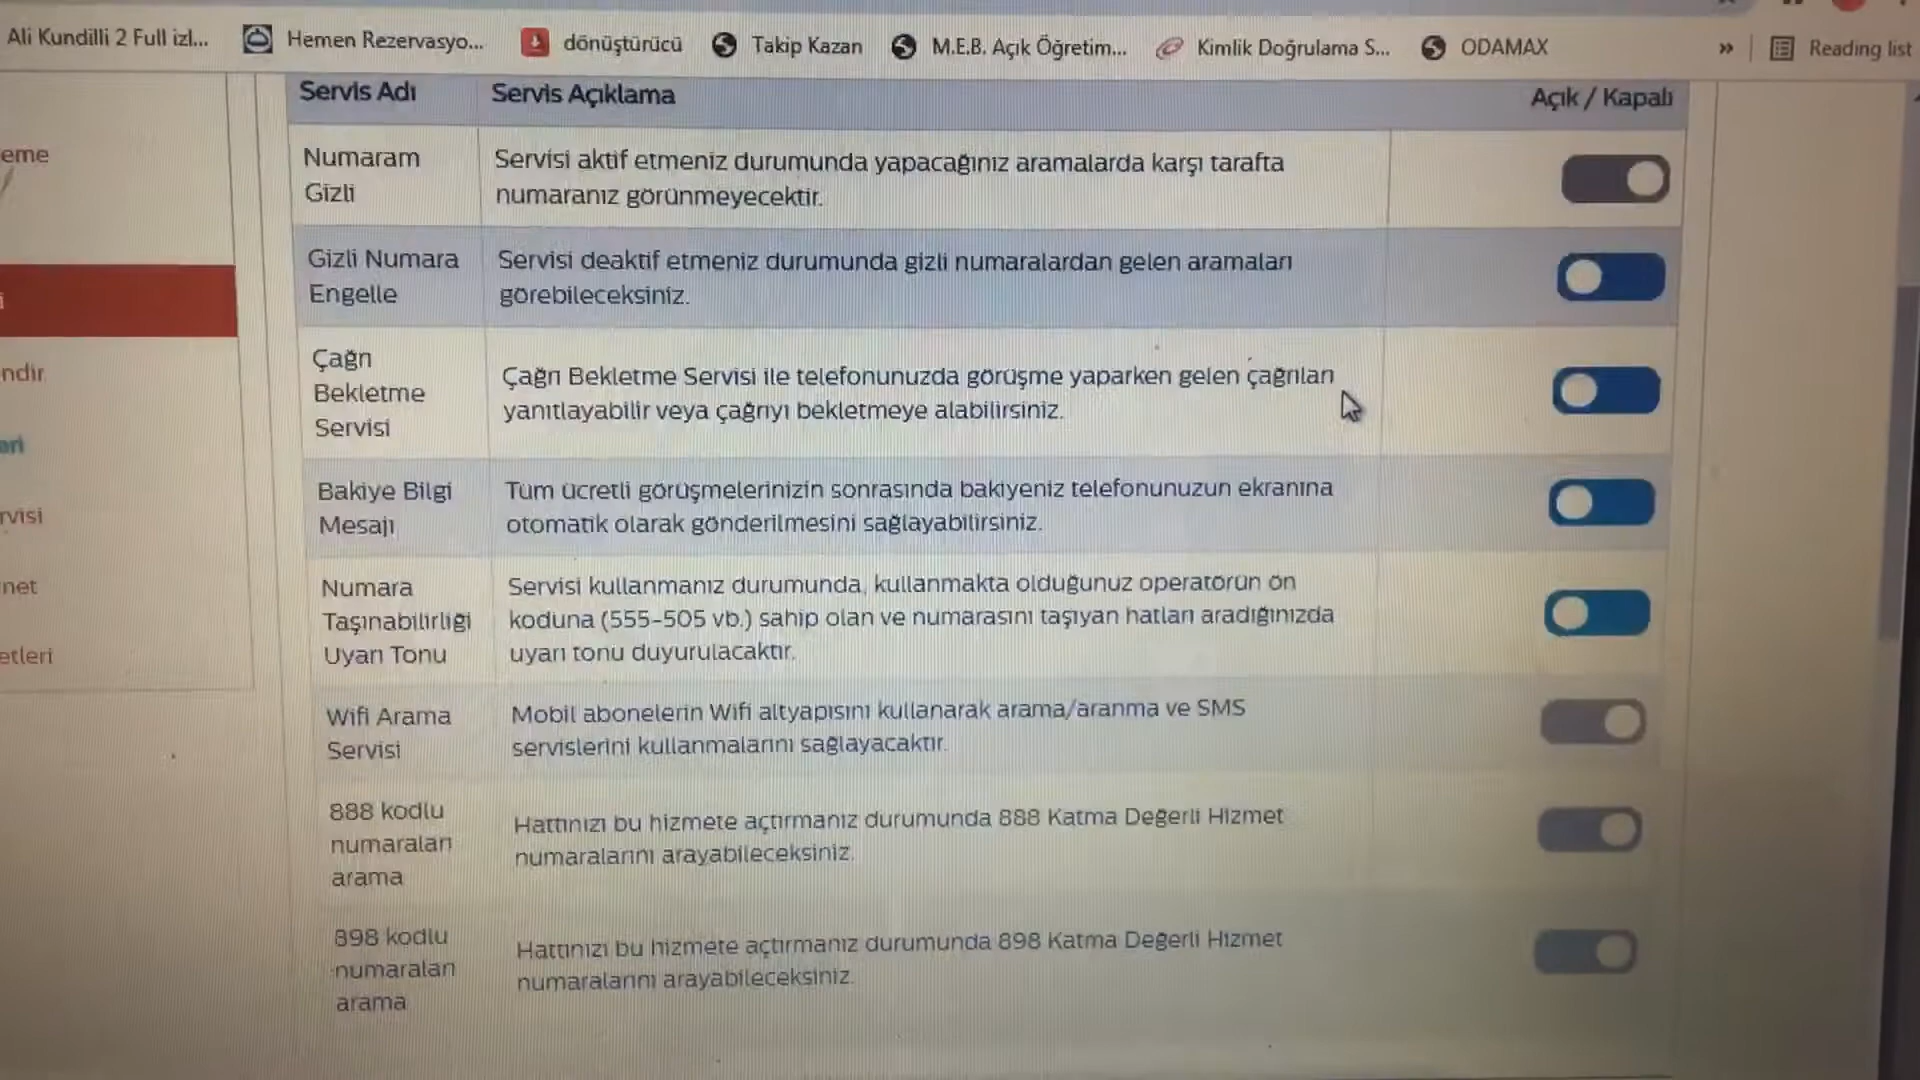 Ali Kundilli 2 Full izl... Hemen Rezervasyo... dönüştürücü Takip Kazan M.E.B. Açık Öğretim... Kimlik Doğrulama S... ODAMAX » Reading list
Servis Adı Servis Açıklama Açık / Kapalı
eme
i
ndir
arı
rvisi
net
etleri
Numaram
Gizli
Servisi aktif etmeniz durumunda yapacağınız aramalarda karşı tarafta
numaranız görünmeyecektir.
Gizli Numara
Engelle
Servisi deaktif etmeniz durumunda gizli numaralardan gelen aramaları
görebileceksiniz.
Çağrı
Bekletme
Servisi
Çağrı Bekletme Servisi ile telefonunuzda görüşme yaparken gelen çağrıları
yanıtlayabilir veya çağrıyı bekletmeye alabilirsiniz.
Bakiye Bilgi
Mesajı
Tüm ücretli görüşmelerinizin sonrasında bakiyeniz telefonunuzun ekranına
otomatik olarak gönderilmesini sağlayabilirsiniz.
Numara
Taşınabilirliği
Uyarı Tonu
Servisi kullanmanız durumunda, kullanmakta olduğunuz operatörün ön
koduna (555-505 vb.) sahip olan ve numarasını taşıyan hatları aradığınızda
uyarı tonu duyurulacaktır.
Wifi Arama
Servisi
Mobil abonelerin Wifi altyapısını kullanarak arama/aranma ve SMS
servislerini kullanmalarını sağlayacaktır.
888 kodlu
numaraları
arama
Hattınızı bu hizmete açtırmanız durumunda 888 Katma Değerli Hizmet
numaralarını arayabileceksiniz.
898 kodlu
numaraları
arama
Hattınızı bu hizmete açtırmanız durumunda 898 Katma Değerli Hizmet
numaralarını arayabileceksiniz.